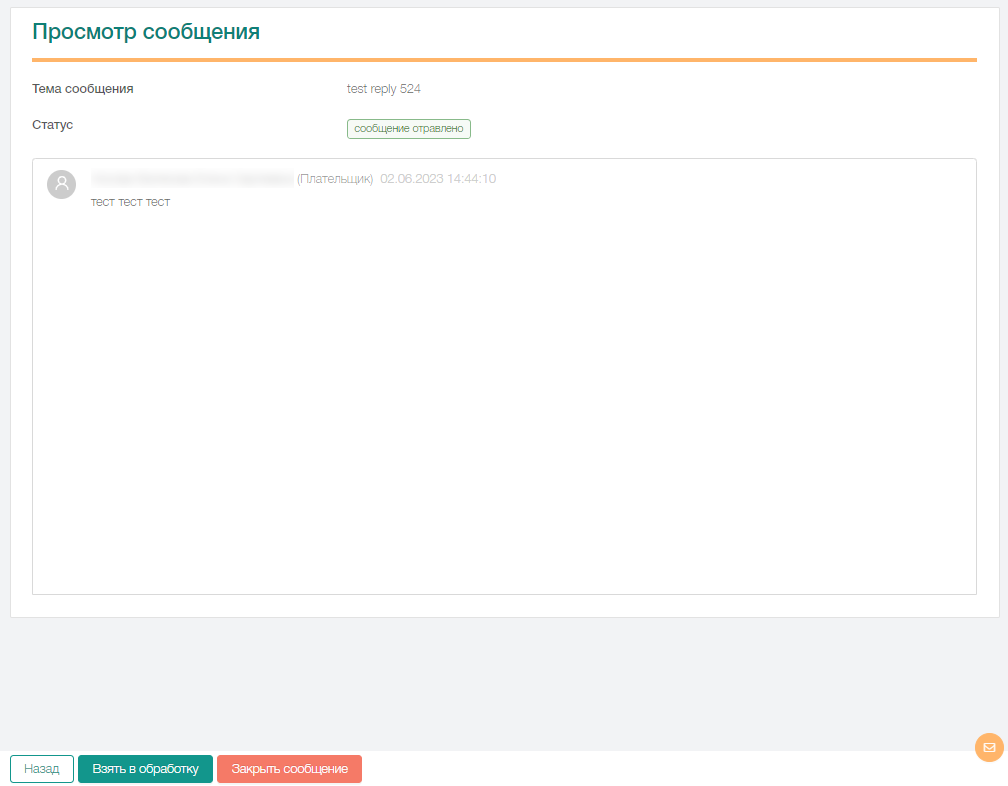 Просмотр сообщения
Тема сообщения test reply 524
Статус сообщение отравлено
(Плательщик) 02.06.2023 14:44:10
тест тест тест
Назад Взять в обработку Закрыть сообщение